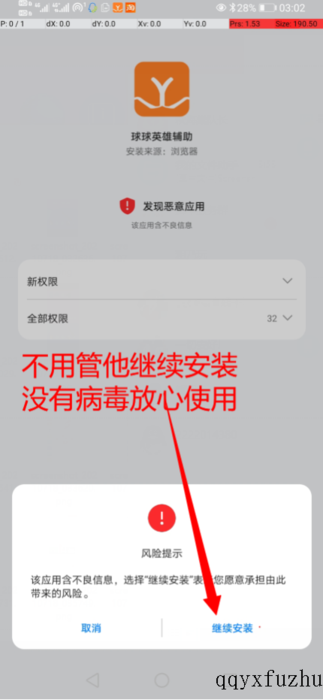 28% 03:02
P: 0 / 1 dX: 0.0 dY: 0.0 Xv: 0.0 Yv: 0.0 Prs: 1.53 Size: 190.50
球球英雄辅助
安装来源：浏览器
发现恶意应用
该应用含不良信息
新权限
全部权限 32
不用管他继续安装
没有病毒放心使用
风险提示
该应用含不良信息，选择“继续安装”表 您愿意承担由此
带来的风险。
取消 继续安装
qqyxfuzhu